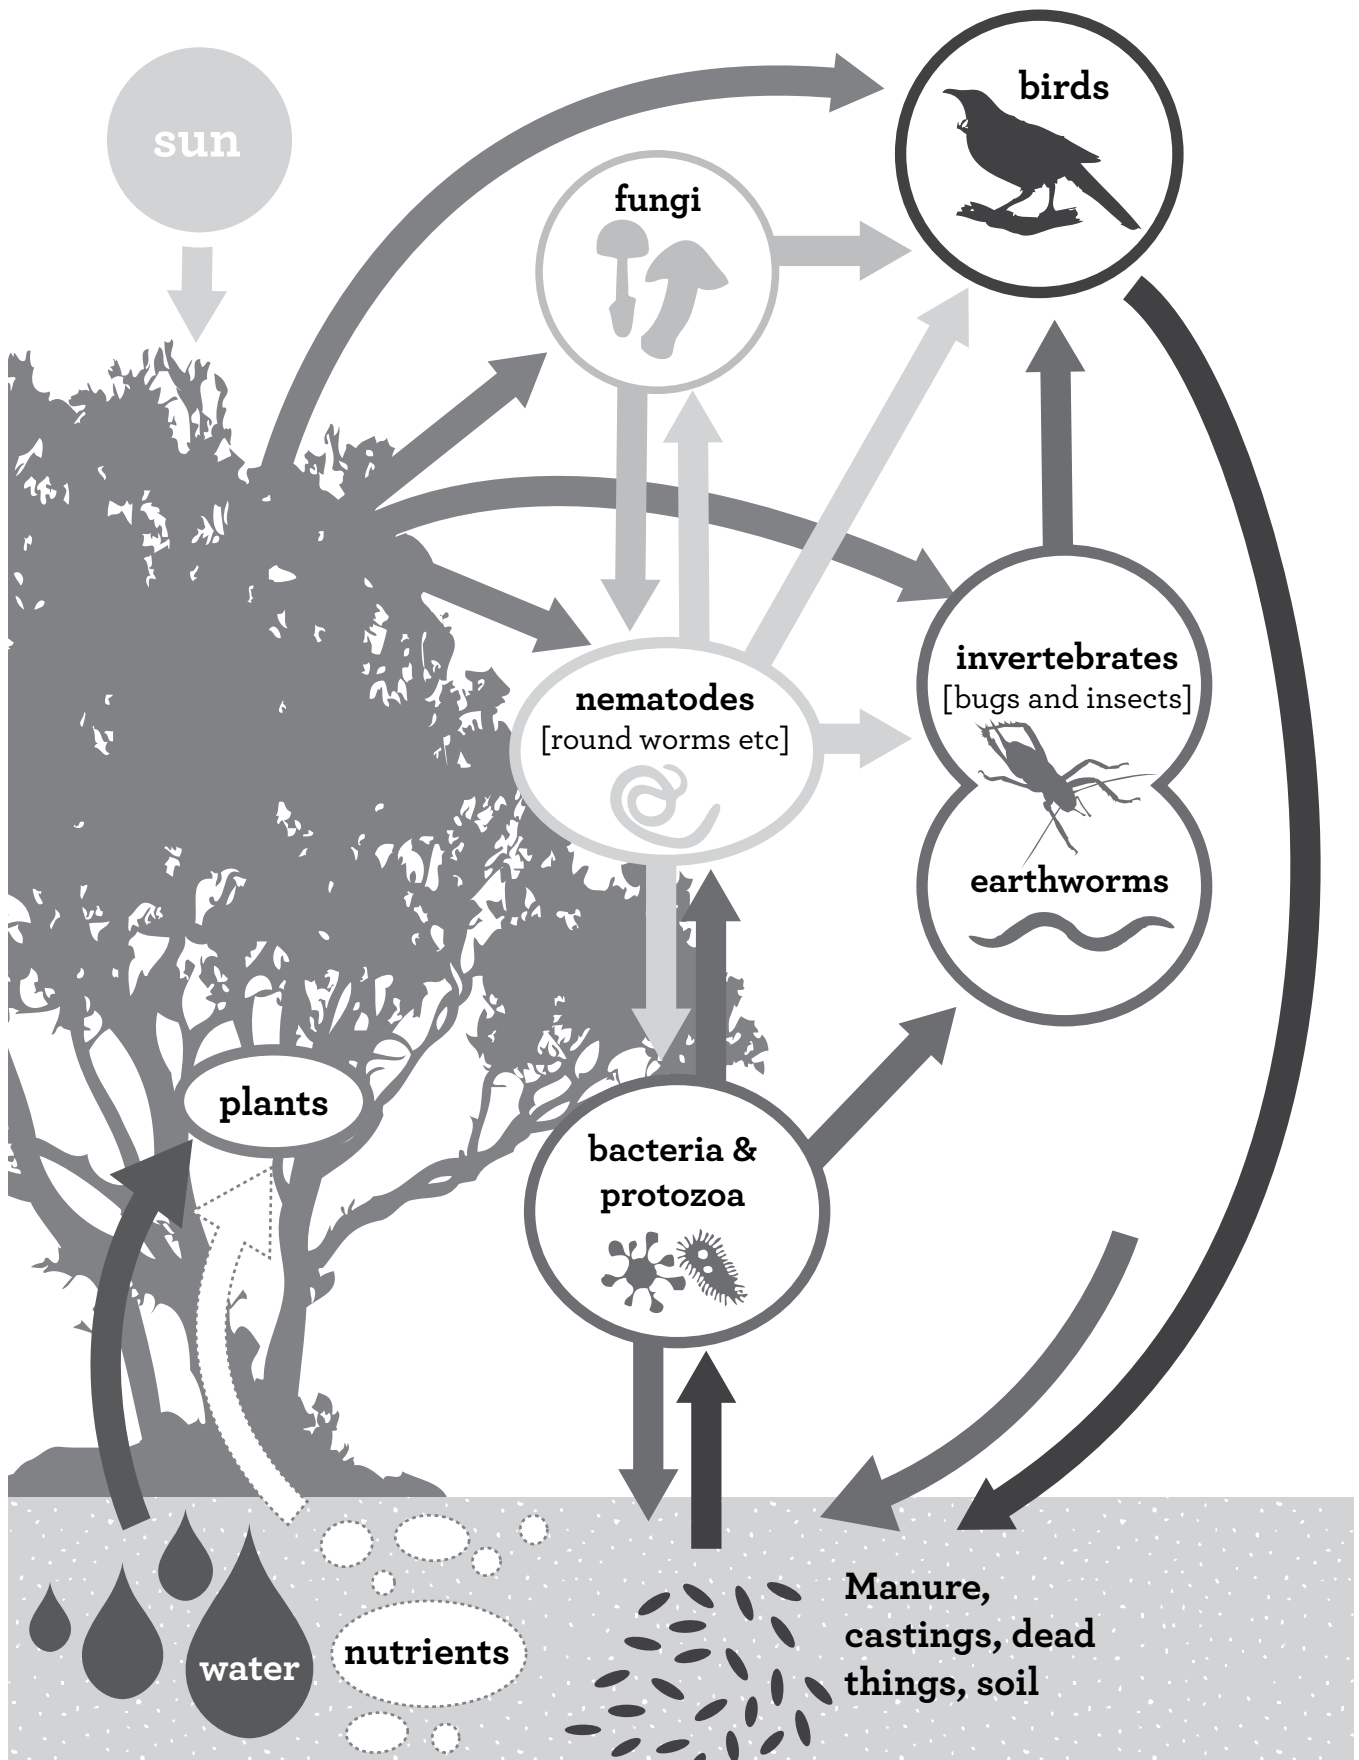 sun
birds
fungi
invertebrates
[bugs and insects]
nematodes
[round worms etc]
earthworms
plants
bacteria &
protozoa
Manure,
castings, dead
things, soil
nutrients
water